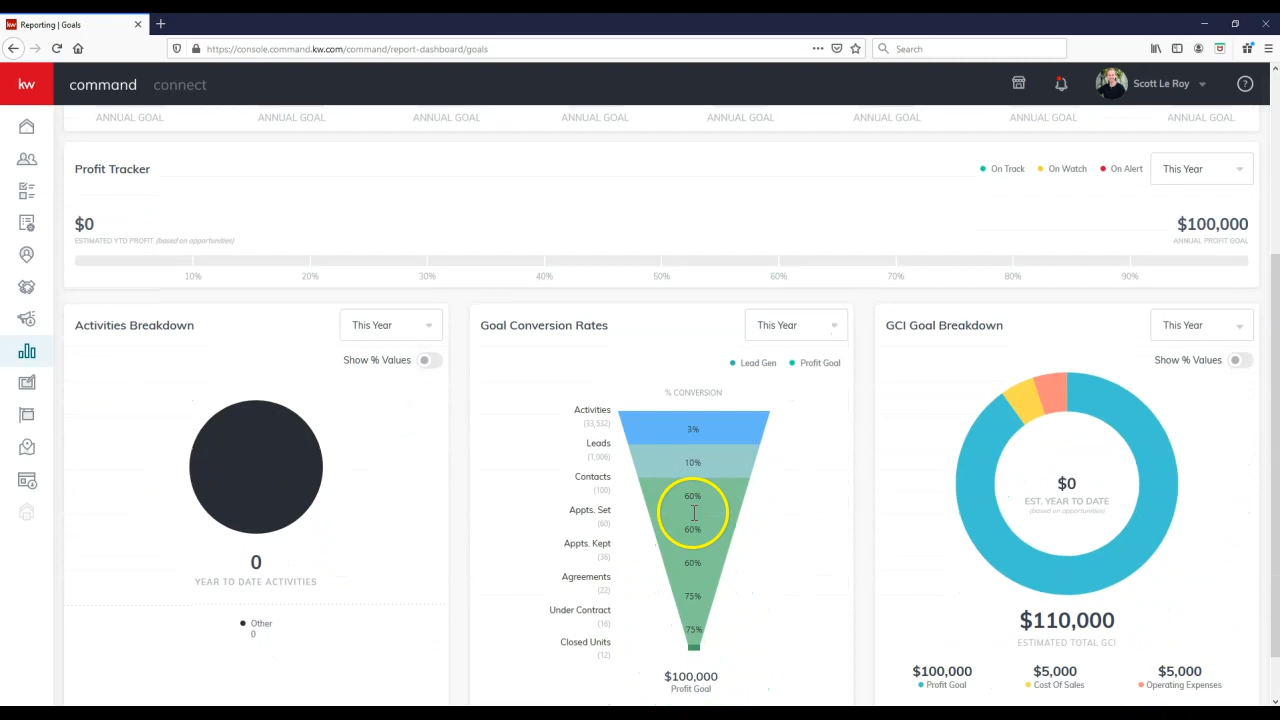 Reporting | Goals
https://console.command.kw.com/command/report-dashboard/goals
Search
kw
command
connect
Scott Le Roy
ANNUAL GOAL ANNUAL GOAL ANNUAL GOAL ANNUAL GOAL ANNUAL GOAL ANNUAL GOAL ANNUAL GOAL ANNUAL GOAL
Profit Tracker
On Track On Watch On Alert This Year
$0
ESTIMATED YTD PROFIT (based on opportunities)
$100,000
ANNUAL PROFIT GOAL
10% 20% 30% 40% 50% 60% 70% 80% 90%
Activities Breakdown
This Year
Show % Values
0
YEAR TO DATE ACTIVITIES
Other
0
Goal Conversion Rates
This Year
Lead Gen Profit Goal
% CONVERSION
Activities
(33,532)
3%
Leads
(1,006)
10%
Contacts
(100)
60%
Appts. Set
(60)
60%
Appts. Kept
(36)
60%
Agreements
(22)
75%
Under Contract
(16)
75%
Closed Units
(12)
$100,000
Profit Goal
GCI Goal Breakdown
This Year
Show % Values
$0
EST. YEAR TO DATE
(based on opportunities)
$110,000
ESTIMATED TOTAL GCI
$100,000 $5,000 $5,000
Profit Goal Cost Of Sales Operating Expenses